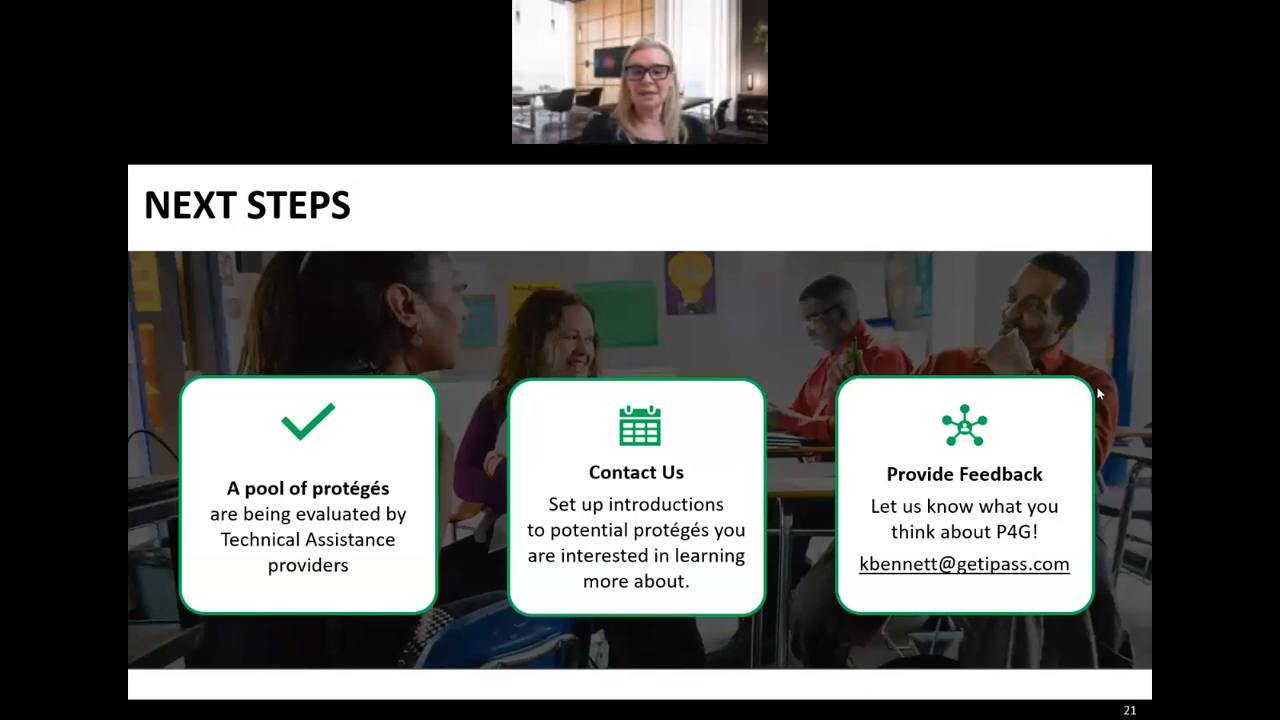 NEXT STEPS
A pool of protégés
are being evaluated by
Technical Assistance
providers
Contact Us
Set up introductions
to potential protégés you
are interested in learning
more about.
Provide Feedback
Let us know what you
think about P4G!
kbennett@getipass.com
21